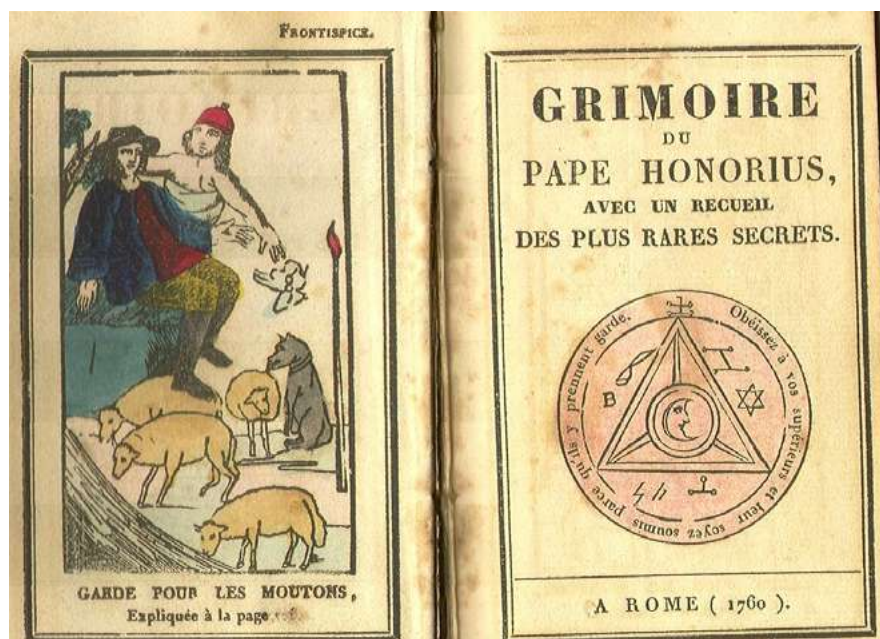 FRONTISPICE.
GARDE POUR LES MOUTONS,
Expliquée à la page
GRIMOIRE
DU
PAPE HONORIUS,
AVEC UN RECUEIL
DES PLUS RARES SECRETS.
Obéissez à vos supérieurs et leur soyez soumis parce qu'ils y prennent garde.
B
A ROME ( 1760 ).